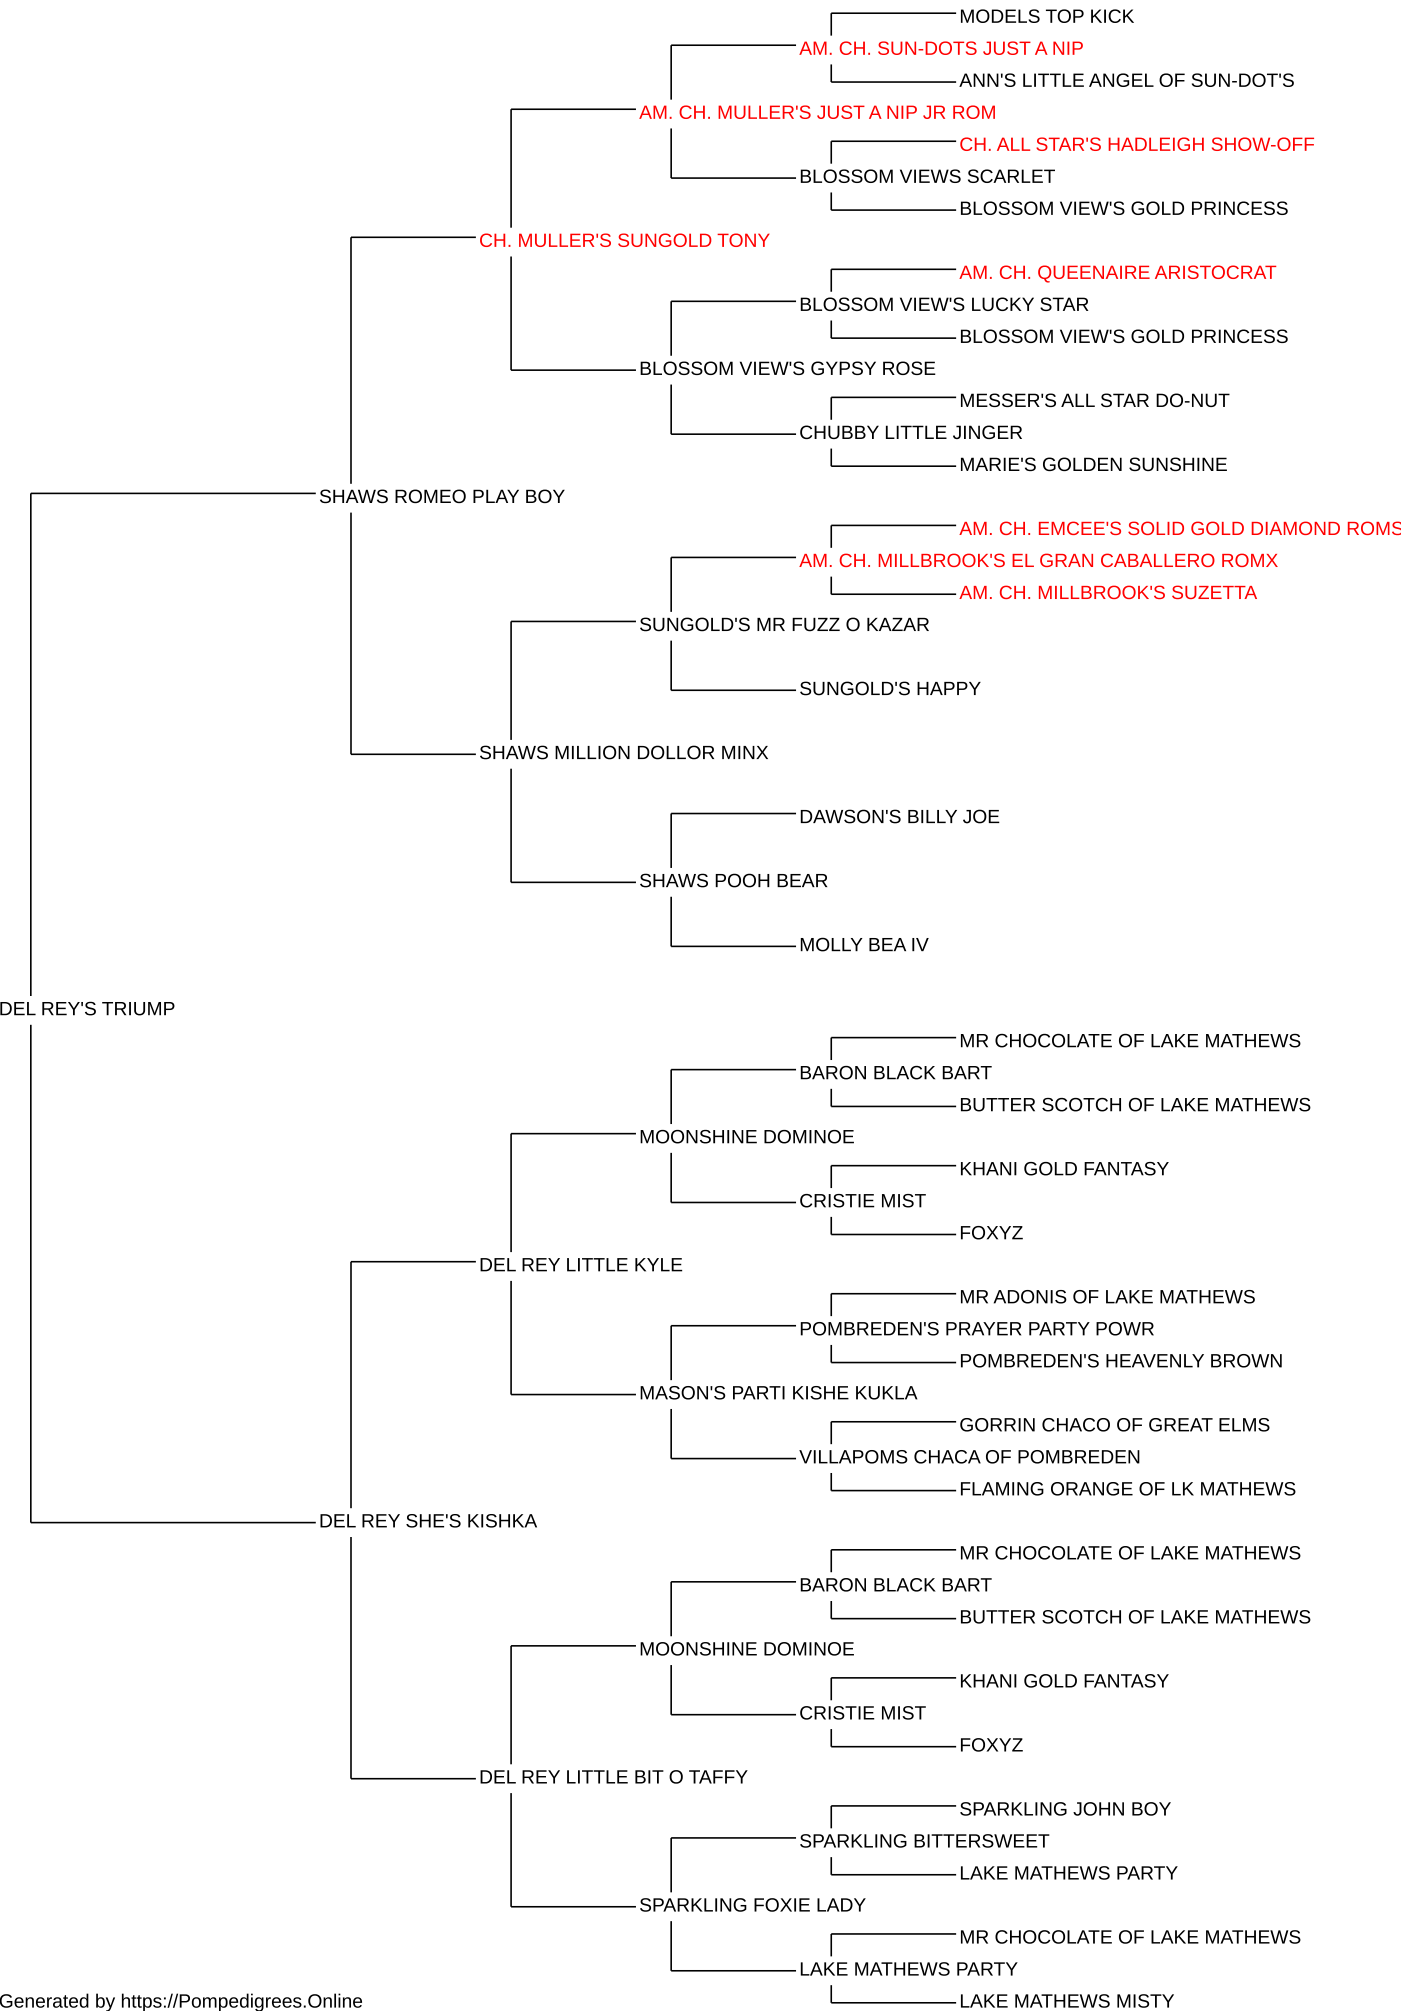 MODELS TOP KICK
AM. CH. SUN-DOTS JUST A NIP
ANN'S LITTLE ANGEL OF SUN-DOT'S
AM. CH. MULLER'S JUST A NIP JR ROM
CH. ALL STAR'S HADLEIGH SHOW-OFF
BLOSSOM VIEWS SCARLET
BLOSSOM VIEW'S GOLD PRINCESS
CH. MULLER'S SUNGOLD TONY
AM. CH. QUEENAIRE ARISTOCRAT
BLOSSOM VIEW'S LUCKY STAR
BLOSSOM VIEW'S GOLD PRINCESS
BLOSSOM VIEW'S GYPSY ROSE
MESSER'S ALL STAR DO-NUT
CHUBBY LITTLE JINGER
MARIE'S GOLDEN SUNSHINE
SHAWS ROMEO PLAY BOY
AM. CH. EMCEE'S SOLID GOLD DIAMOND ROMS
AM. CH. MILLBROOK'S EL GRAN CABALLERO ROMX
AM. CH. MILLBROOK'S SUZETTA
SUNGOLD'S MR FUZZ O KAZAR
SUNGOLD'S HAPPY
SHAWS MILLION DOLLOR MINX
DAWSON'S BILLY JOE
SHAWS POOH BEAR
MOLLY BEA IV
DEL REY'S TRIUMP
MR CHOCOLATE OF LAKE MATHEWS
BARON BLACK BART
BUTTER SCOTCH OF LAKE MATHEWS
MOONSHINE DOMINOE
KHANI GOLD FANTASY
CRISTIE MIST
FOXYZ
DEL REY LITTLE KYLE
MR ADONIS OF LAKE MATHEWS
POMBREDEN'S PRAYER PARTY POWR
POMBREDEN'S HEAVENLY BROWN
MASON'S PARTI KISHE KUKLA
GORRIN CHACO OF GREAT ELMS
VILLAPOMS CHACA OF POMBREDEN
FLAMING ORANGE OF LK MATHEWS
DEL REY SHE'S KISHKA
MR CHOCOLATE OF LAKE MATHEWS
BARON BLACK BART
BUTTER SCOTCH OF LAKE MATHEWS
MOONSHINE DOMINOE
KHANI GOLD FANTASY
CRISTIE MIST
FOXYZ
DEL REY LITTLE BIT O TAFFY
SPARKLING JOHN BOY
SPARKLING BITTERSWEET
LAKE MATHEWS PARTY
SPARKLING FOXIE LADY
MR CHOCOLATE OF LAKE MATHEWS
LAKE MATHEWS PARTY
LAKE MATHEWS MISTY
Generated by https://Pompedigrees.Online